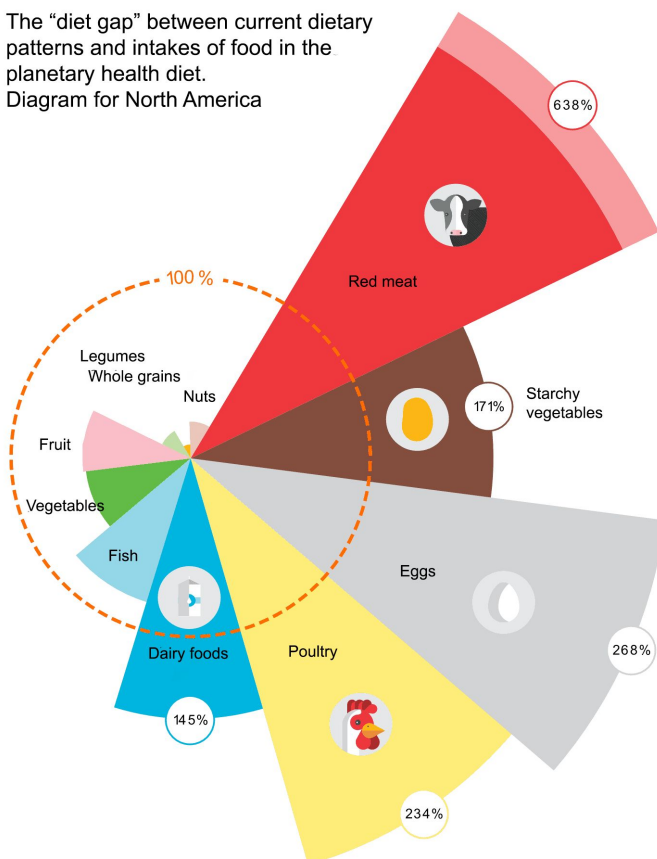 The “diet gap” between current dietary
patterns and intakes of food in the
planetary health diet.
Diagram for North America
638%
Red meat
100 %
Legumes
Whole grains
Nuts
171%
Starchy
vegetables
Fruit
Vegetables
Fish
Eggs
Dairy foods
Poultry
268%
145%
234%